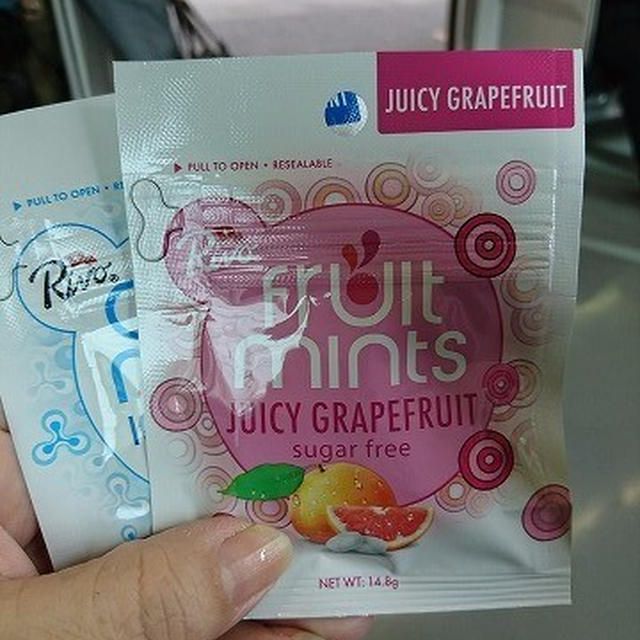 JUICY GRAPEFRUIT
PULL TO OPEN • RESEALABLE
Rivo
fruit
mints
JUICY GRAPEFRUIT
sugar free
NET WT: 14.8g
PULL TO OPEN •
Rivo